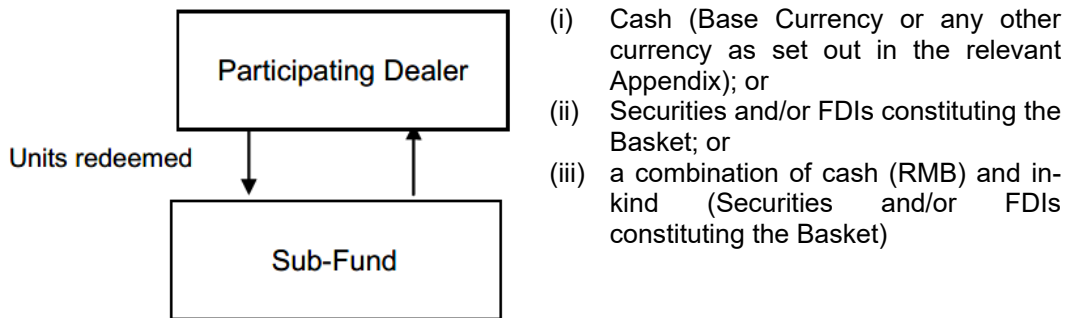 Participating Dealer
Units redeemed
Sub-Fund
(i) Cash (Base Currency or any other
currency as set out in the relevant
Appendix); or
(ii) Securities and/or FDIs constituting the
Basket; or
(iii) a combination of cash (RMB) and in-
kind (Securities and/or FDIs
constituting the Basket)